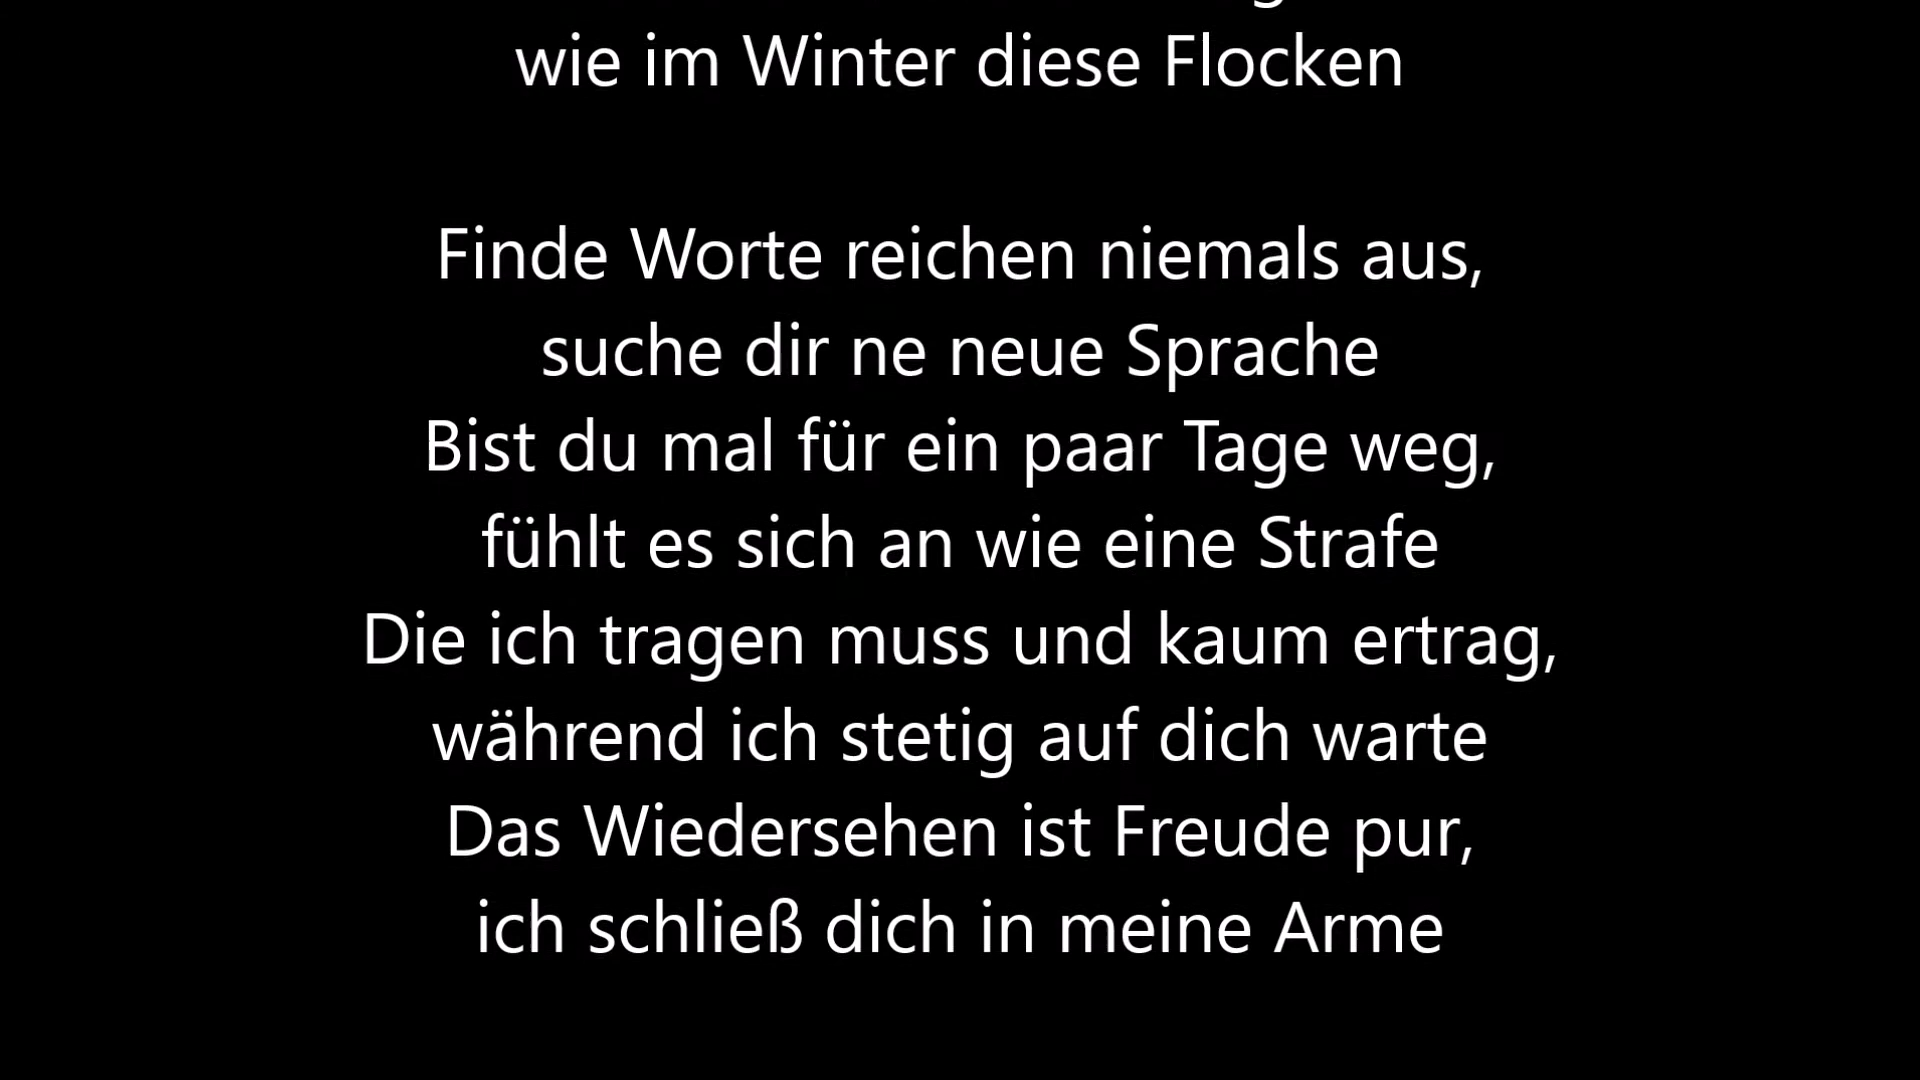 wie im Winter diese Flocken
Finde Worte reichen niemals aus,
suche dir ne neue Sprache
Bist du mal für ein paar Tage weg,
fühlt es sich an wie eine Strafe
Die ich tragen muss und kaum ertrag,
während ich stetig auf dich warte
Das Wiedersehen ist Freude pur,
ich schließ dich in meine Arme